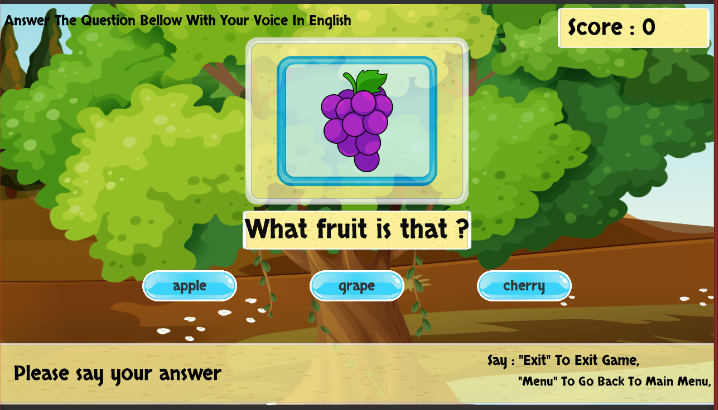 Answer The Question Bellow With Your Voice In English
Score : 0
What fruit is that ?
apple
grape
cherry
Please say your answer
Say : "Exit" To Exit Game,
"Menu" To Go Back To Main Menu,